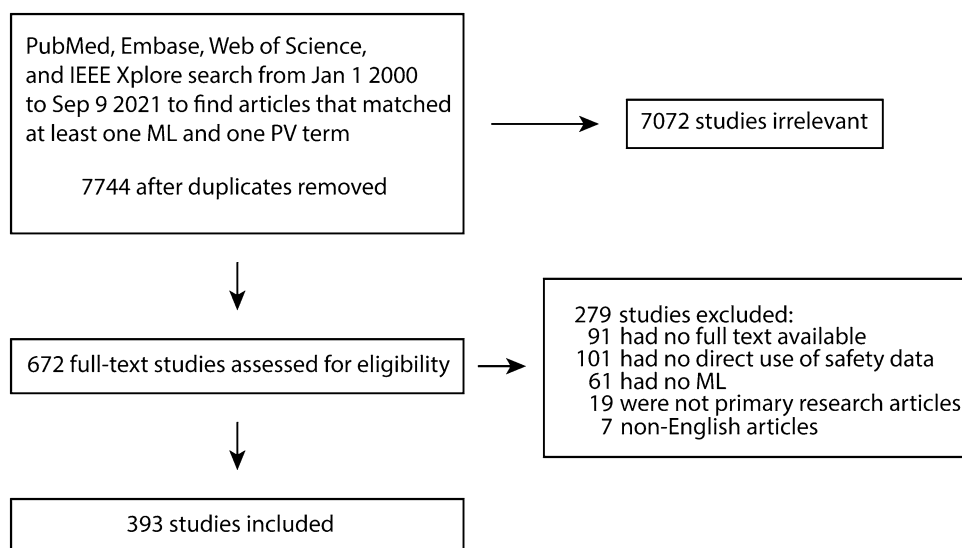 PubMed, Embase, Web of Science,
and IEEE Xplore search from Jan 1 2000
to Sep 9 2021 to find articles that matched
at least one ML and one PV term
7744 after duplicates removed
7072 studies irrelevant
672 full-text studies assessed for eligibility
279 studies excluded:
91 had no full text available
101 had no direct use of safety data
61 had no ML
19 were not primary research articles
7 non-English articles
393 studies included